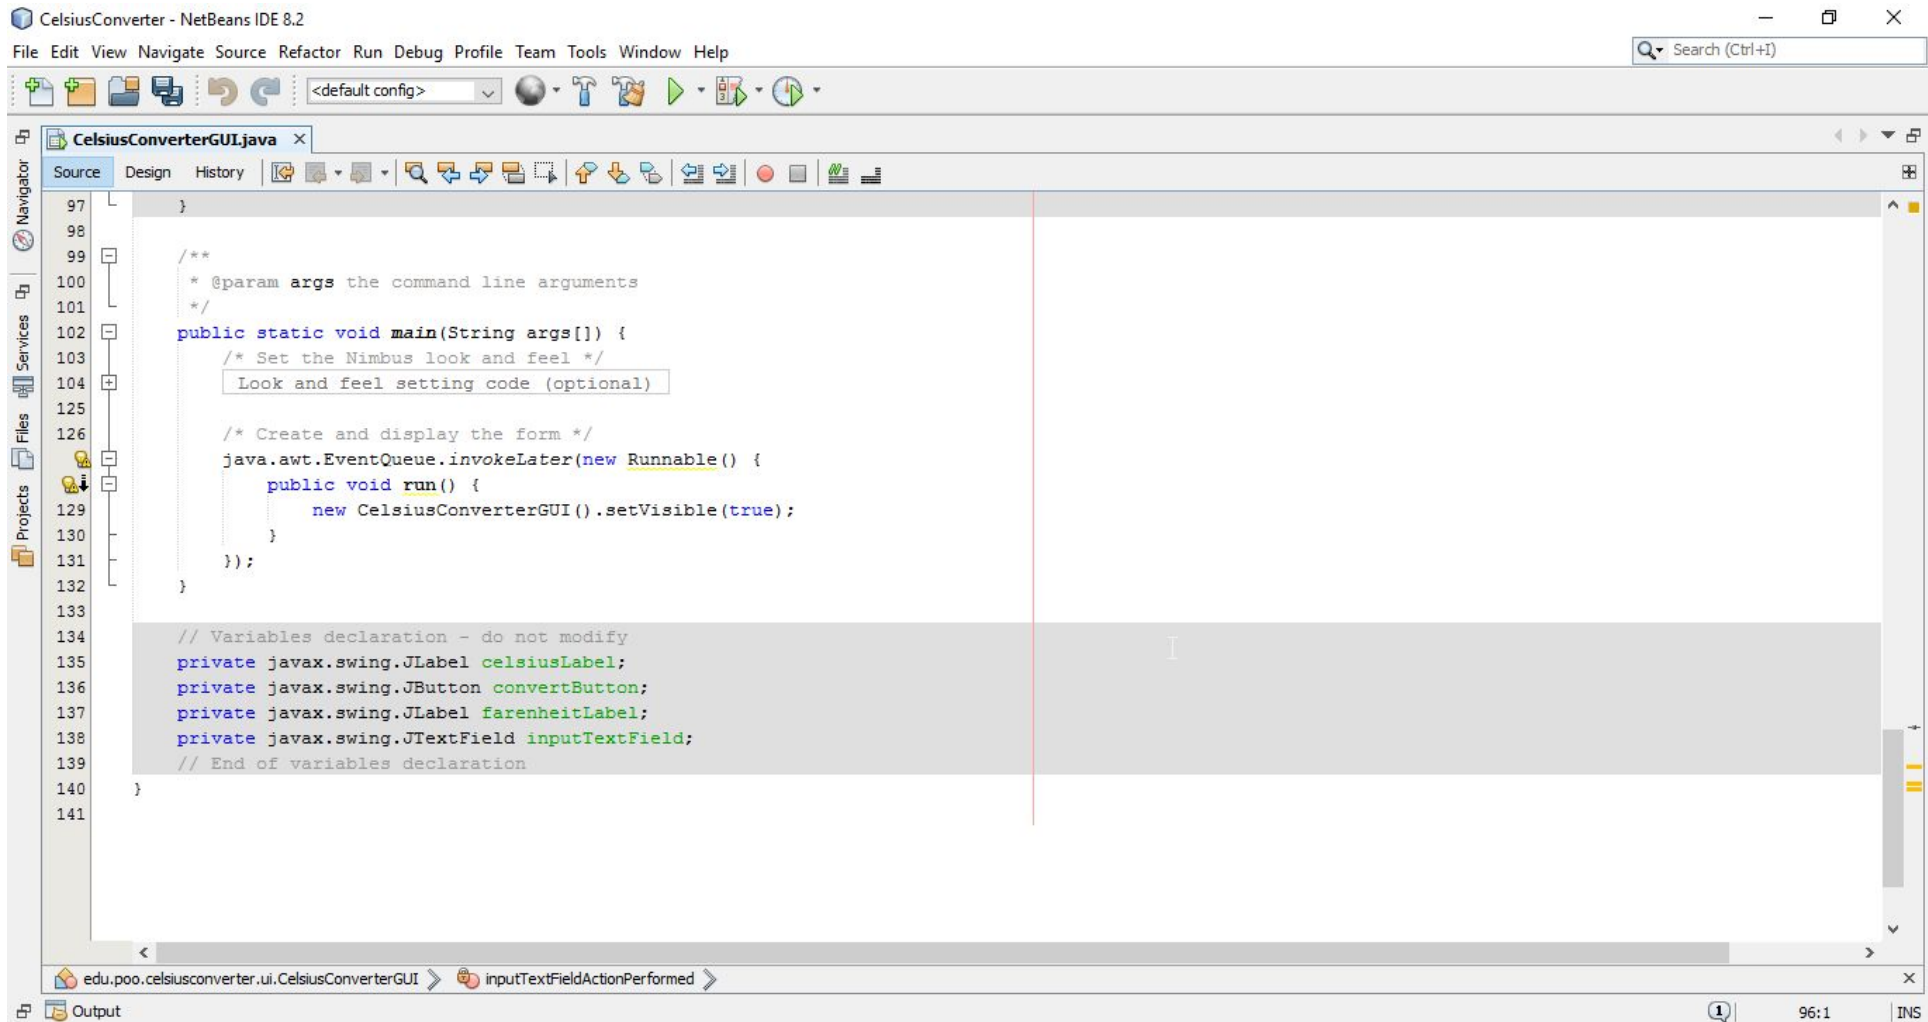 CelsiusConverter - NetBeans IDE 8.2
File Edit View Navigate Source Refactor Run Debug Profile Team Tools Window Help
Search (Ctrl+I)
<default config>
CelsiusConverterGUI.java
Source Design History
Navigator
Services
Files
Projects
97 }
98
99 /**
100 * @param args the command line arguments
101 */
102 public static void main(String args[]) {
103 /* Set the Nimbus look and feel */
104 Look and feel setting code (optional)
125
126 /* Create and display the form */
java.awt.EventQueue.invokeLater(new Runnable() {
public void run() {
129 new CelsiusConverterGUI().setVisible(true);
130 }
131 });
132 }
133
134 // Variables declaration - do not modify
135 private javax.swing.JLabel celsiusLabel;
136 private javax.swing.JButton convertButton;
137 private javax.swing.JLabel farenheitLabel;
138 private javax.swing.JTextField inputTextField;
139 // End of variables declaration
140 }
141
edu.poo.celsiusconverter.ui.CelsiusConverterGUI inputTextFieldActionPerformed
Output
1 96:1 INS